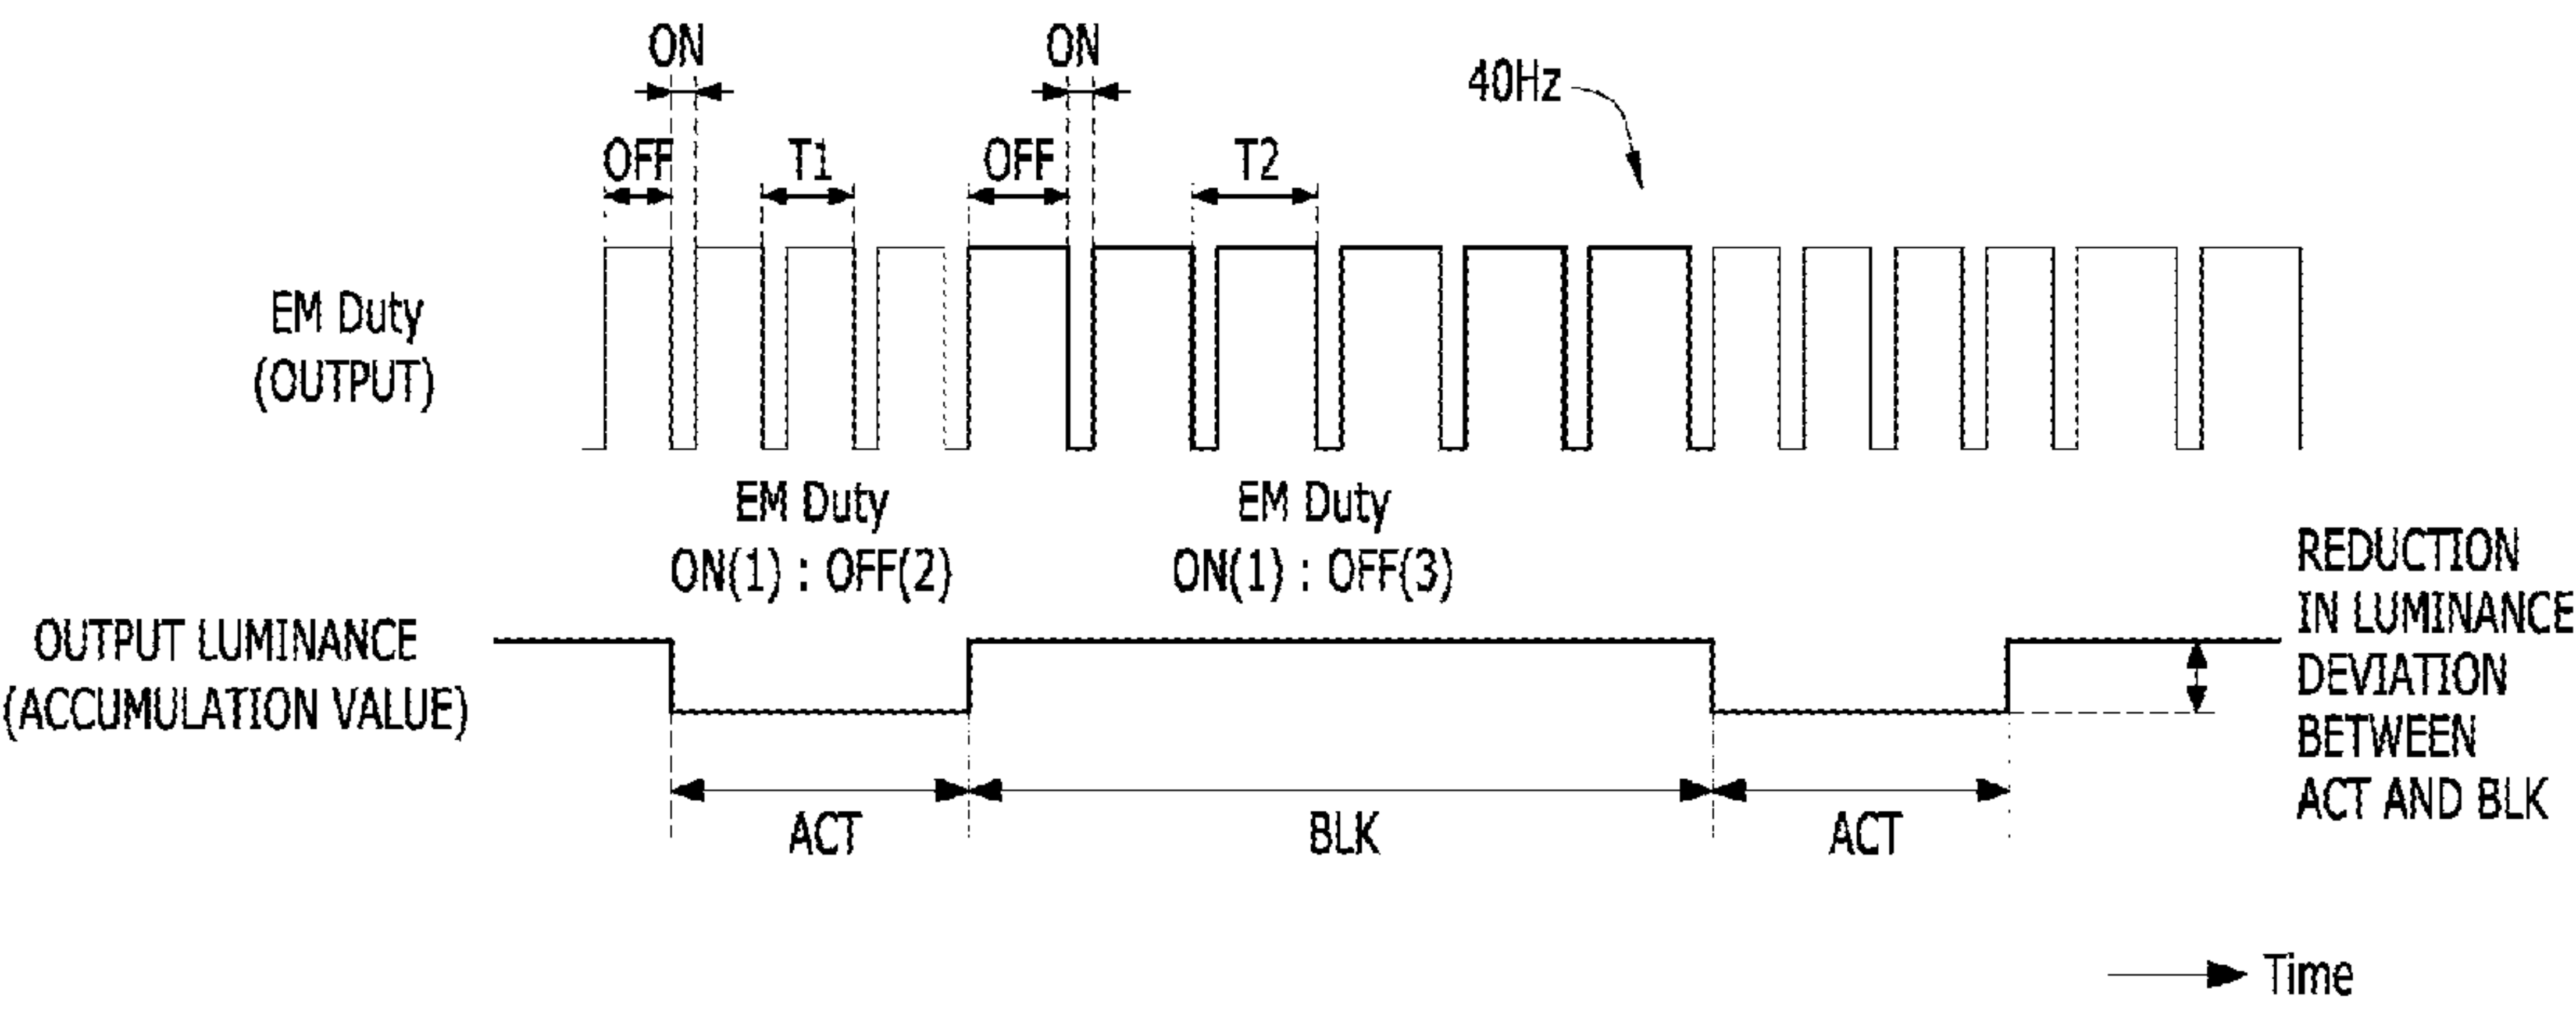 ON
ON
40Hz
OFF
T1
OFF
T2
EM Duty
(OUTPUT)
EM Duty
ON(1) : OFF(2)
EM Duty
ON(1) : OFF(3)
OUTPUT LUMINANCE
(ACCUMULATION VALUE)
REDUCTION
IN LUMINANCE
DEVIATION
BETWEEN
ACT AND BLK
ACT
BLK
ACT
Time